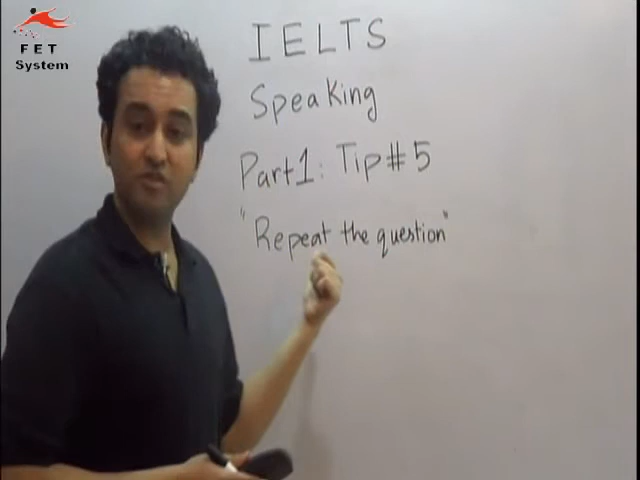 FET
System
IELTS
Speaking
Part1: Tip#5
"Repeat the question"